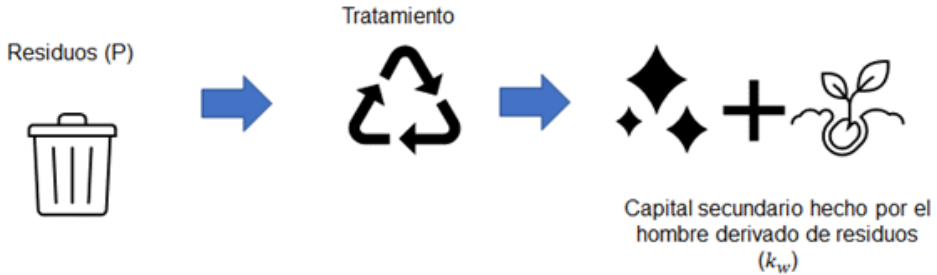 Tratamiento
Residuos (P)
Capital secundario hecho por el
hombre derivado de residuos
(k_w)